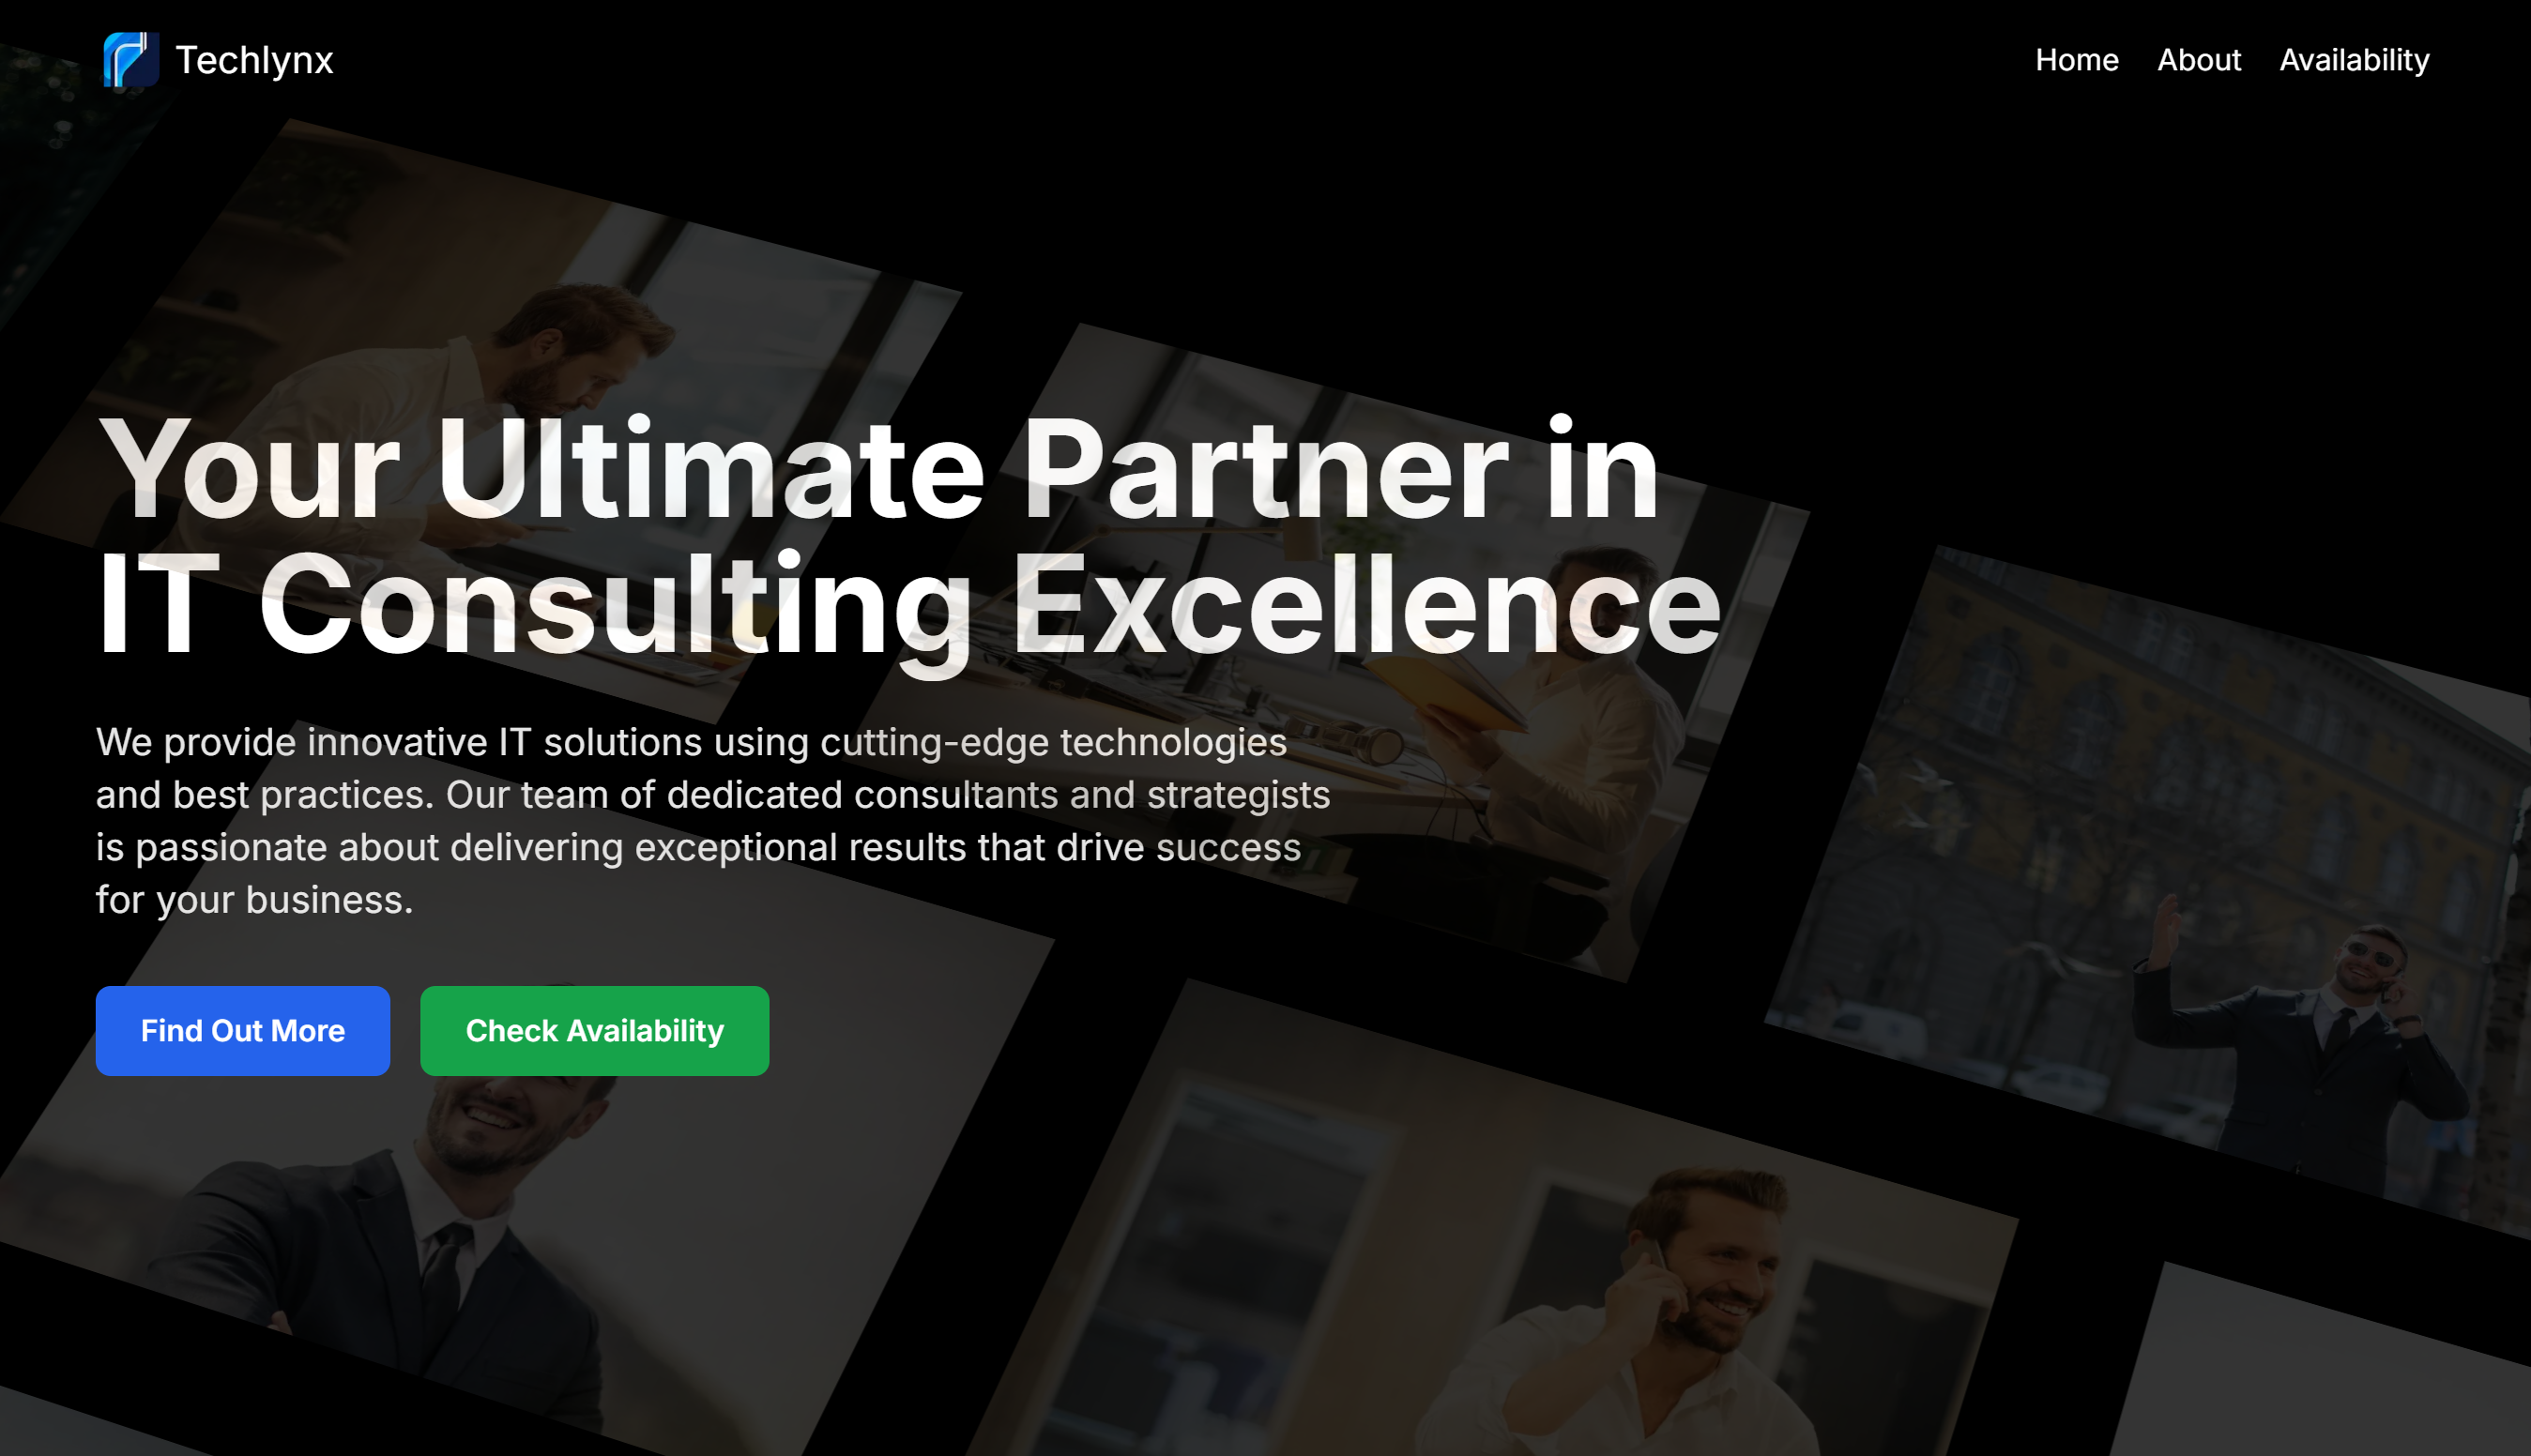 Techlynx
Home About Availability
Your Ultimate Partner in
IT Consulting Excellence
We provide innovative IT solutions using cutting-edge technologies
and best practices. Our team of dedicated consultants and strategists
is passionate about delivering exceptional results that drive success
for your business.
Find Out More
Check Availability